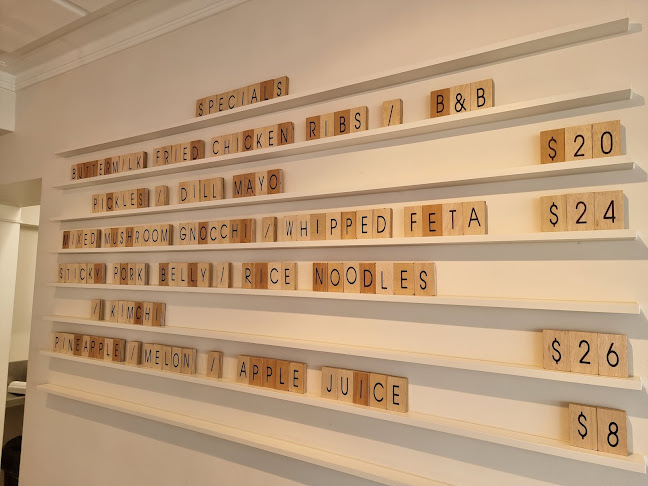 SPECIALS
BUTTERMILK FRIED CHICKEN RIBS / B&B
PICKLES / DILL MAYO $20
MIXED MUSHROOM GNOCCHI / WHIPPED FETA $24
STICKY PORK BELLY / RICE NOODLES
/ KIMCHI $26
PINEAPPLE / MELON / APPLE JUICE $8